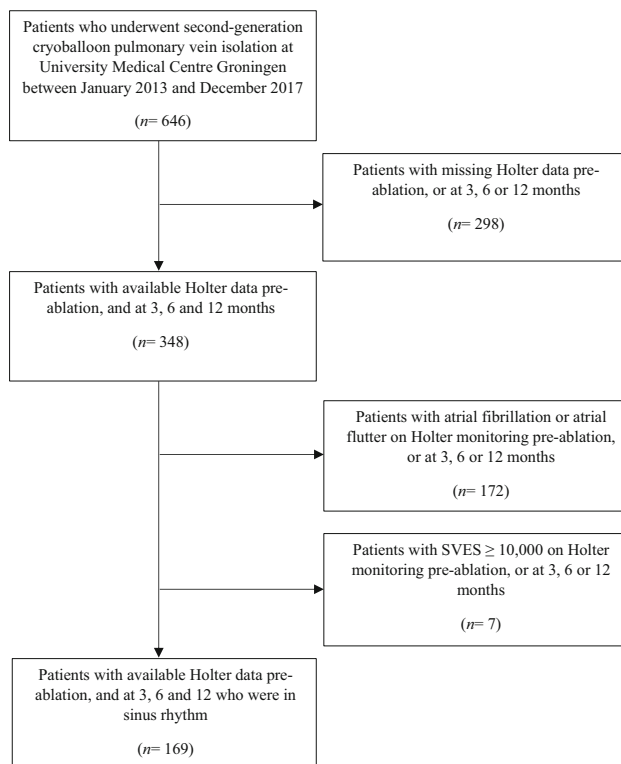 Patients who underwent second-generation
cryoballoon pulmonary vein isolation at
University Medical Centre Groningen
between January 2013 and December 2017
(n= 646)
Patients with missing Holter data pre-
ablation, or at 3, 6 or 12 months
(n= 298)
Patients with available Holter data pre-
ablation, and at 3, 6 and 12 months
(n= 348)
Patients with atrial fibrillation or atrial
flutter on Holter monitoring pre-ablation,
or at 3, 6 or 12 months
(n= 172)
Patients with SVES ≥ 10,000 on Holter
monitoring pre-ablation, or at 3, 6 or 12
months
(n= 7)
Patients with available Holter data pre-
ablation, and at 3, 6 and 12 who were in
sinus rhythm
(n= 169)